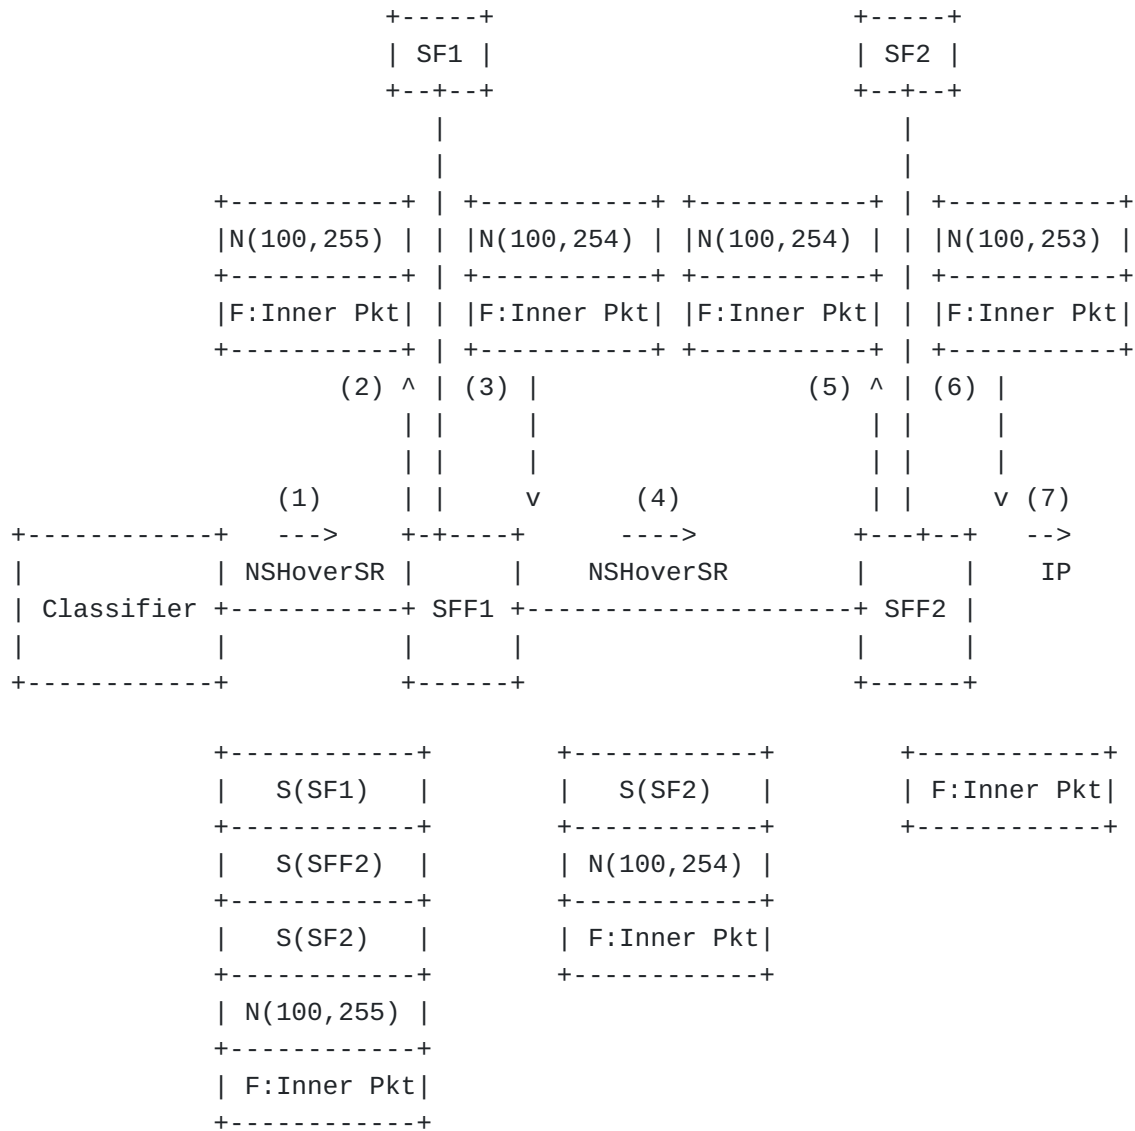 SF1 SF2
N(100,255) N(100,254) N(100,254) N(100,253)
F:Inner Pkt F:Inner Pkt F:Inner Pkt F:Inner Pkt
(2) ^ (3) (5) ^ (6)
(1) v (4) v (7)
---> ----> -->
NSHoverSR NSHoverSR IP
Classifier SFF1 SFF2
S(SF1) S(SF2) F:Inner Pkt
S(SFF2) N(100,254)
S(SF2) F:Inner Pkt
N(100,255)
F:Inner Pkt